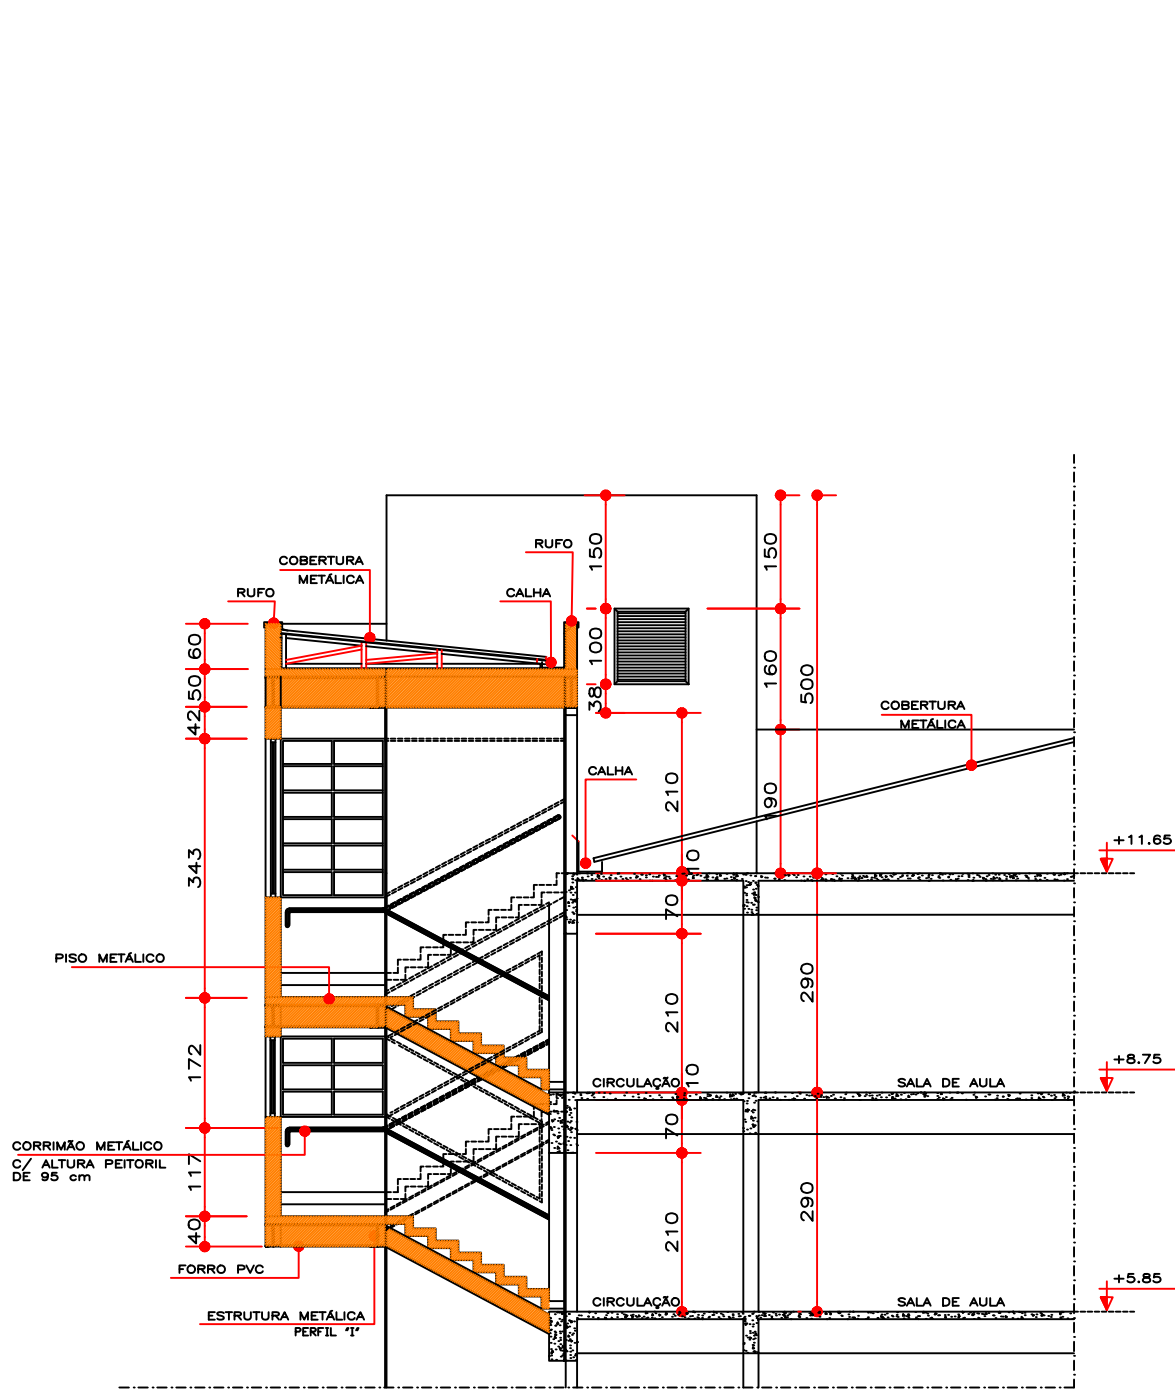 150
150
RUFO
COBERTURA
METÁLICA
RUFO
CALHA
60
100
160
500
50
38
42
COBERTURA
METÁLICA
CALHA
210
190
343
10
+11.65
70
PISO METÁLICO
290
210
172
10
+8.75
CIRCULAÇÃO
SALA DE AULA
70
CORRIMÃO METÁLICO
C/ ALTURA PEITORIL
DE 95 cm
117
290
210
40
FORRO PVC
+5.85
CIRCULAÇÃO
SALA DE AULA
ESTRUTURA METÁLICA
PERFIL "I"